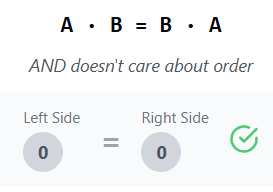 A · B = B · A
AND doesn't care about order
Left Side = Right Side
0 0